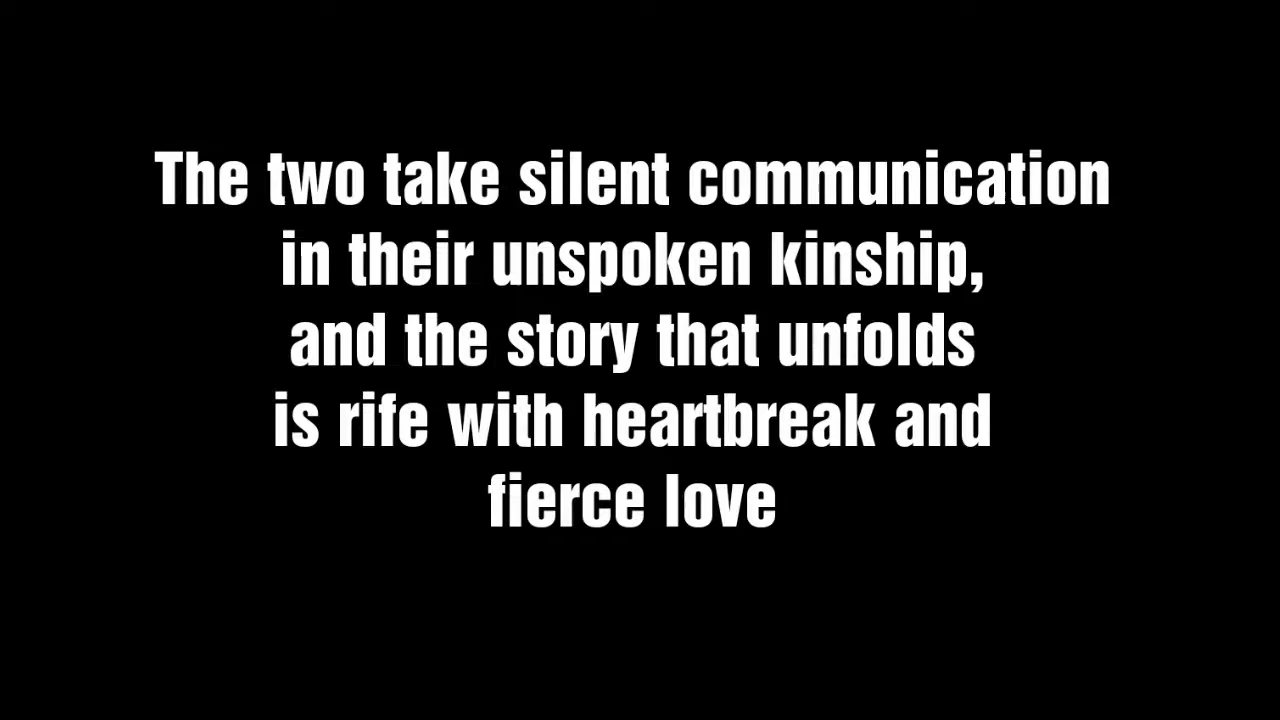 The two take silent communication
in their unspoken kinship,
and the story that unfolds
is rife with heartbreak and
fierce love